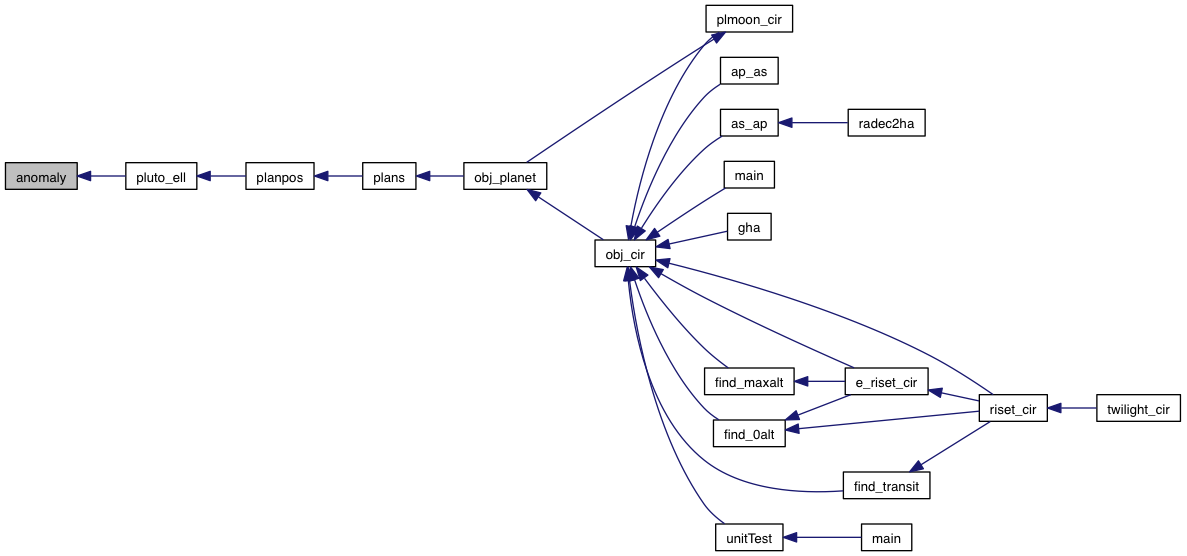 plmoon_cir
ap_as
as_ap
radec2ha
anomaly
pluto_ell
planpos
plans
obj_planet
main
gha
obj_cir
find_maxalt
e_riset_cir
riset_cir
twilight_cir
find_0alt
find_transit
unitTest
main